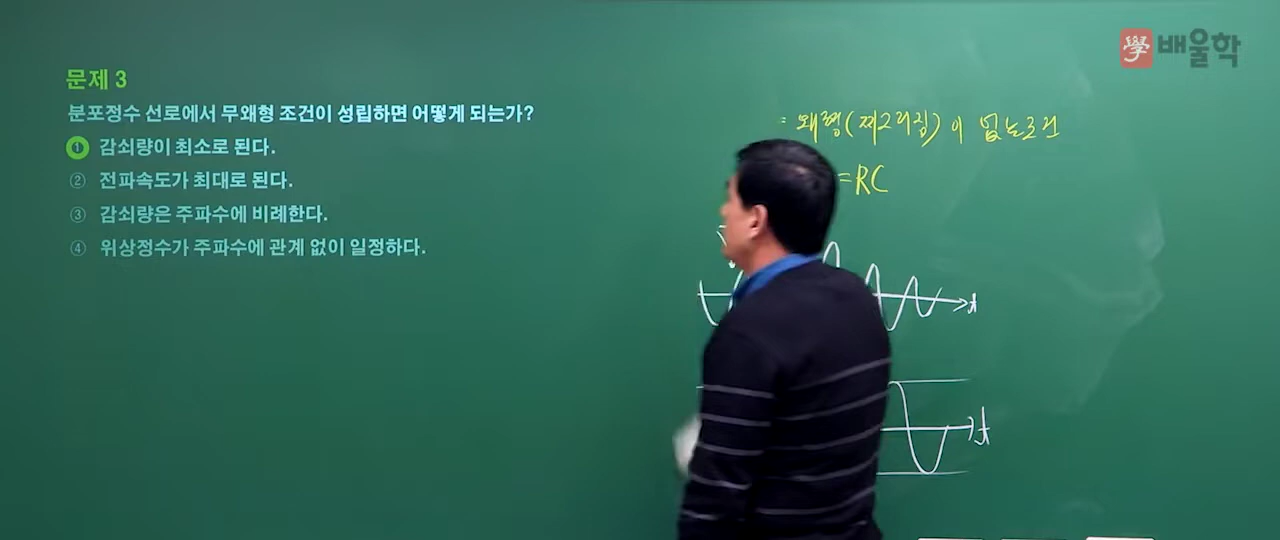 學 배울학
문제 3
분포정수 선로에서 무왜형 조건이 성립하면 어떻게 되는가?
① 감쇠량이 최소로 된다.
② 전파속도가 최대로 된다.
③ 감쇠량은 주파수에 비례한다.
④ 위상정수가 주파수에 관계 없이 일정하다.
: 왜형(찌그러짐)이 없는 조건
=RC
t
t